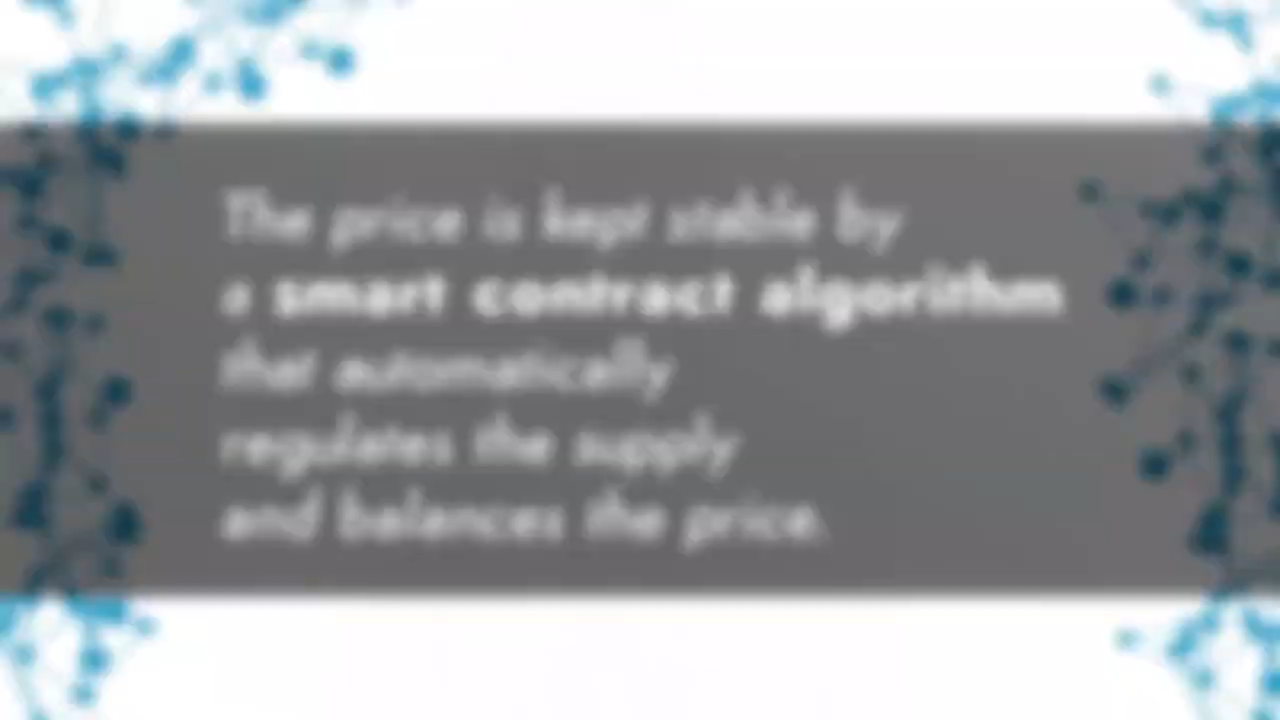 The price is kept stable by
a smart contract algorithm
that automatically
regulates the supply
and balances the price.